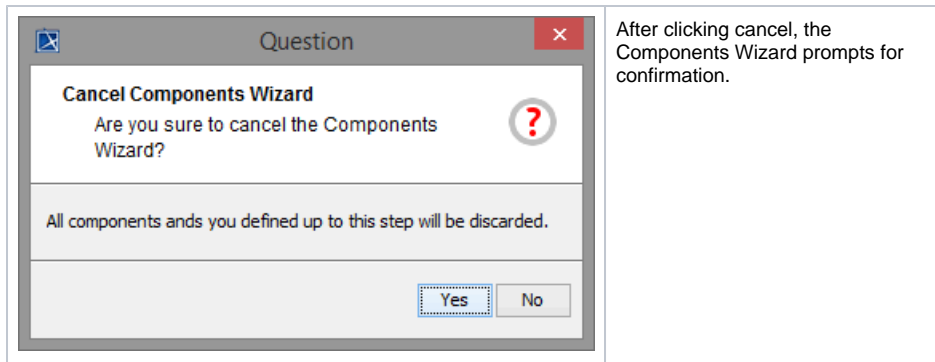 Question
Cancel Components Wizard
Are you sure to cancel the Components
Wizard?
All components ands you defined up to this step will be discarded.
Yes No
After clicking cancel, the
Components Wizard prompts for
confirmation.